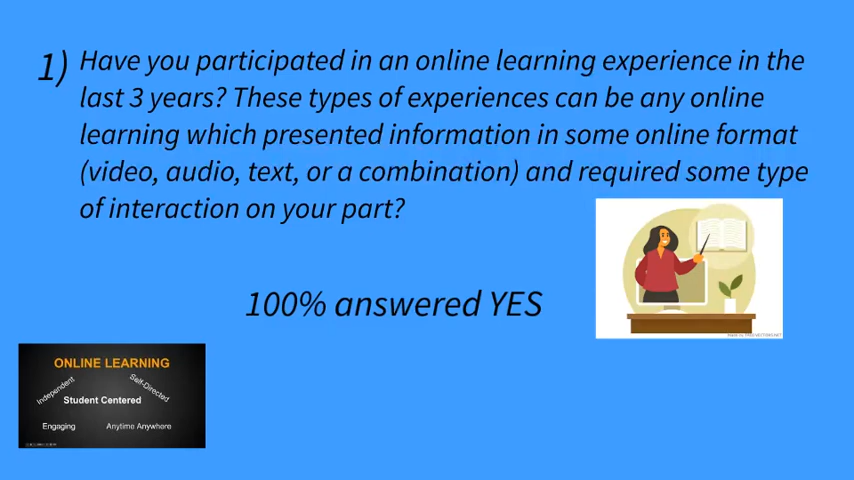 1) Have you participated in an online learning experience in the
last 3 years? These types of experiences can be any online
learning which presented information in some online format
(video, audio, text, or a combination) and required some type
of interaction on your part?
100% answered YES
ONLINE LEARNING
Independent
Self-Directed
Student Centered
Engaging
Anytime Anywhere